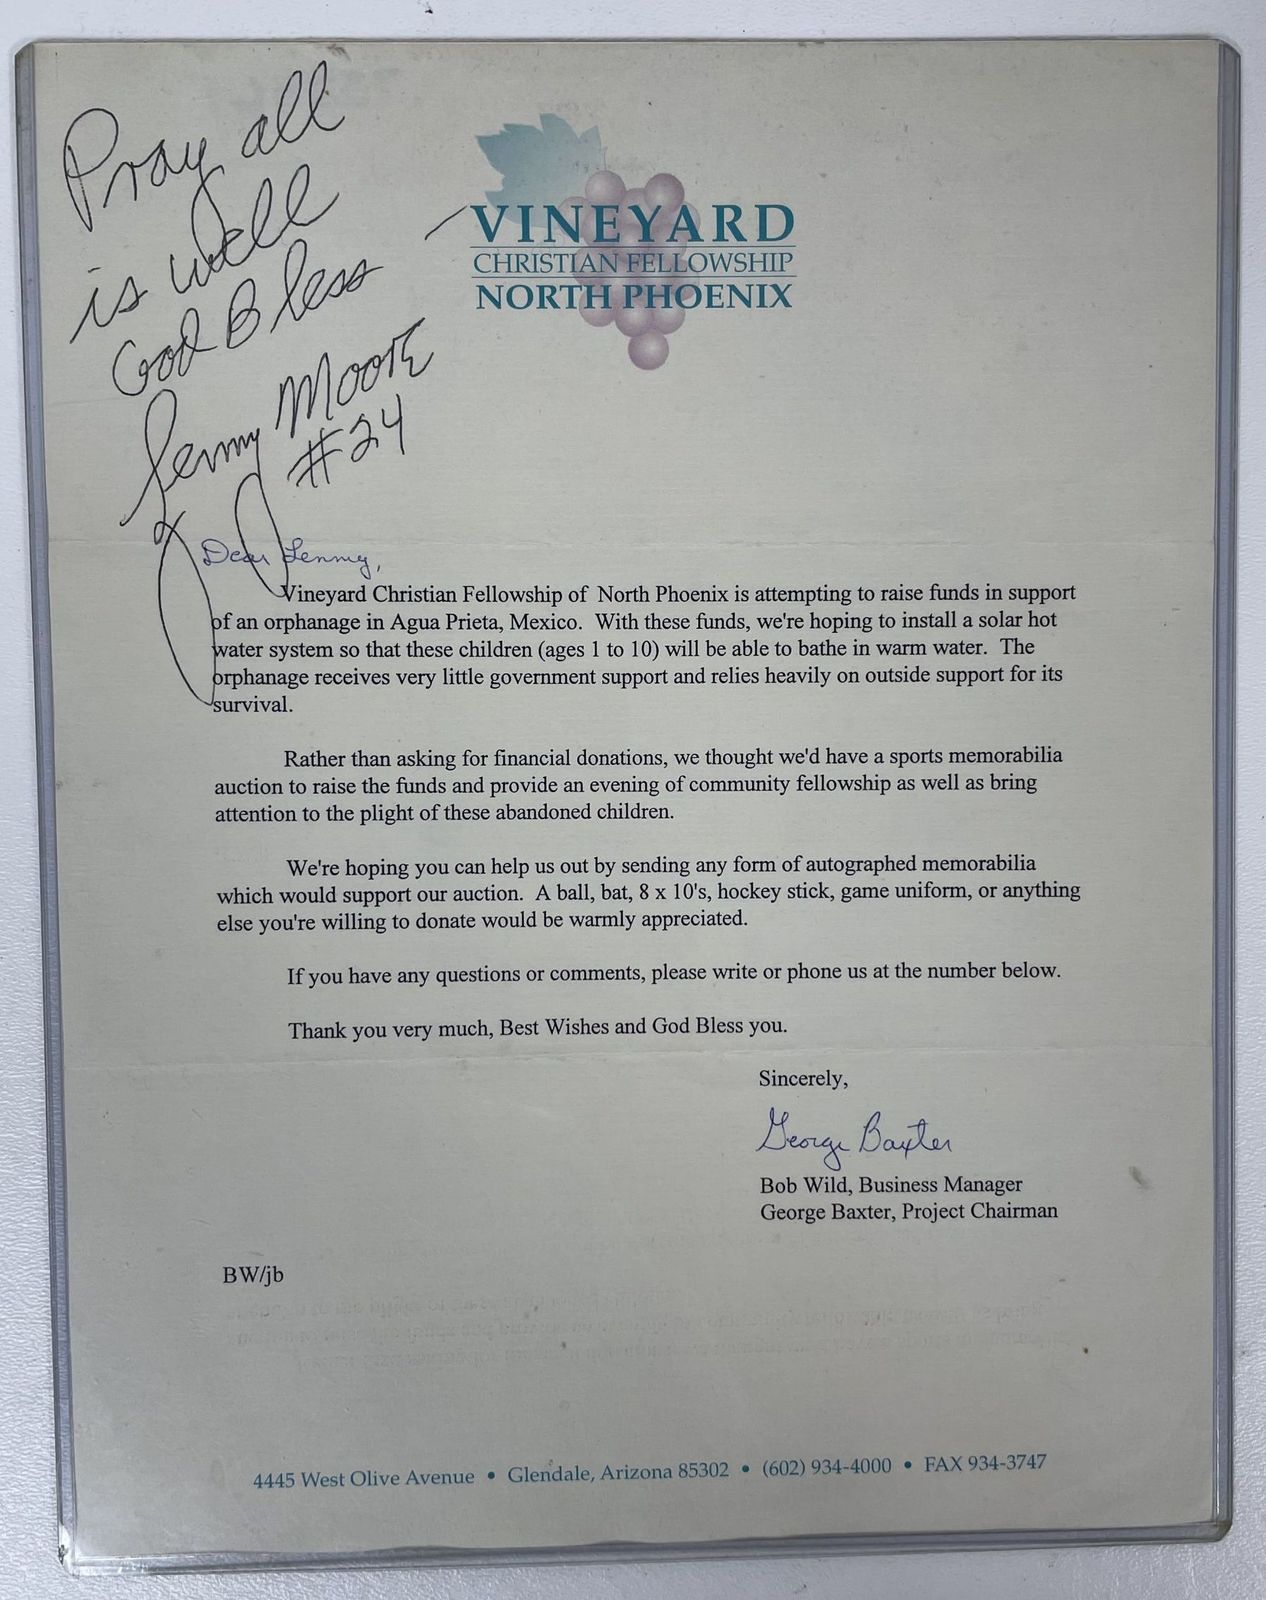 Pray all
is well
God Bless –
Lenny Moore
#24
VINEYARD
CHRISTIAN FELLOWSHIP
NORTH PHOENIX
Dear Lenny,
Vineyard Christian Fellowship of North Phoenix is attempting to raise funds in support
of an orphanage in Agua Prieta, Mexico. With these funds, we're hoping to install a solar hot
water system so that these children (ages 1 to 10) will be able to bathe in warm water. The
orphanage receives very little government support and relies heavily on outside support for its
survival.
Rather than asking for financial donations, we thought we'd have a sports memorabilia
auction to raise the funds and provide an evening of community fellowship as well as bring
attention to the plight of these abandoned children.
We're hoping you can help us out by sending any form of autographed memorabilia
which would support our auction. A ball, bat, 8 x 10's, hockey stick, game uniform, or anything
else you're willing to donate would be warmly appreciated.
If you have any questions or comments, please write or phone us at the number below.
Thank you very much, Best Wishes and God Bless you.
Sincerely,
George Baxter
Bob Wild, Business Manager
George Baxter, Project Chairman
BW/jb
4445 West Olive Avenue • Glendale, Arizona 85302 • (602) 934-4000 • FAX 934-3747